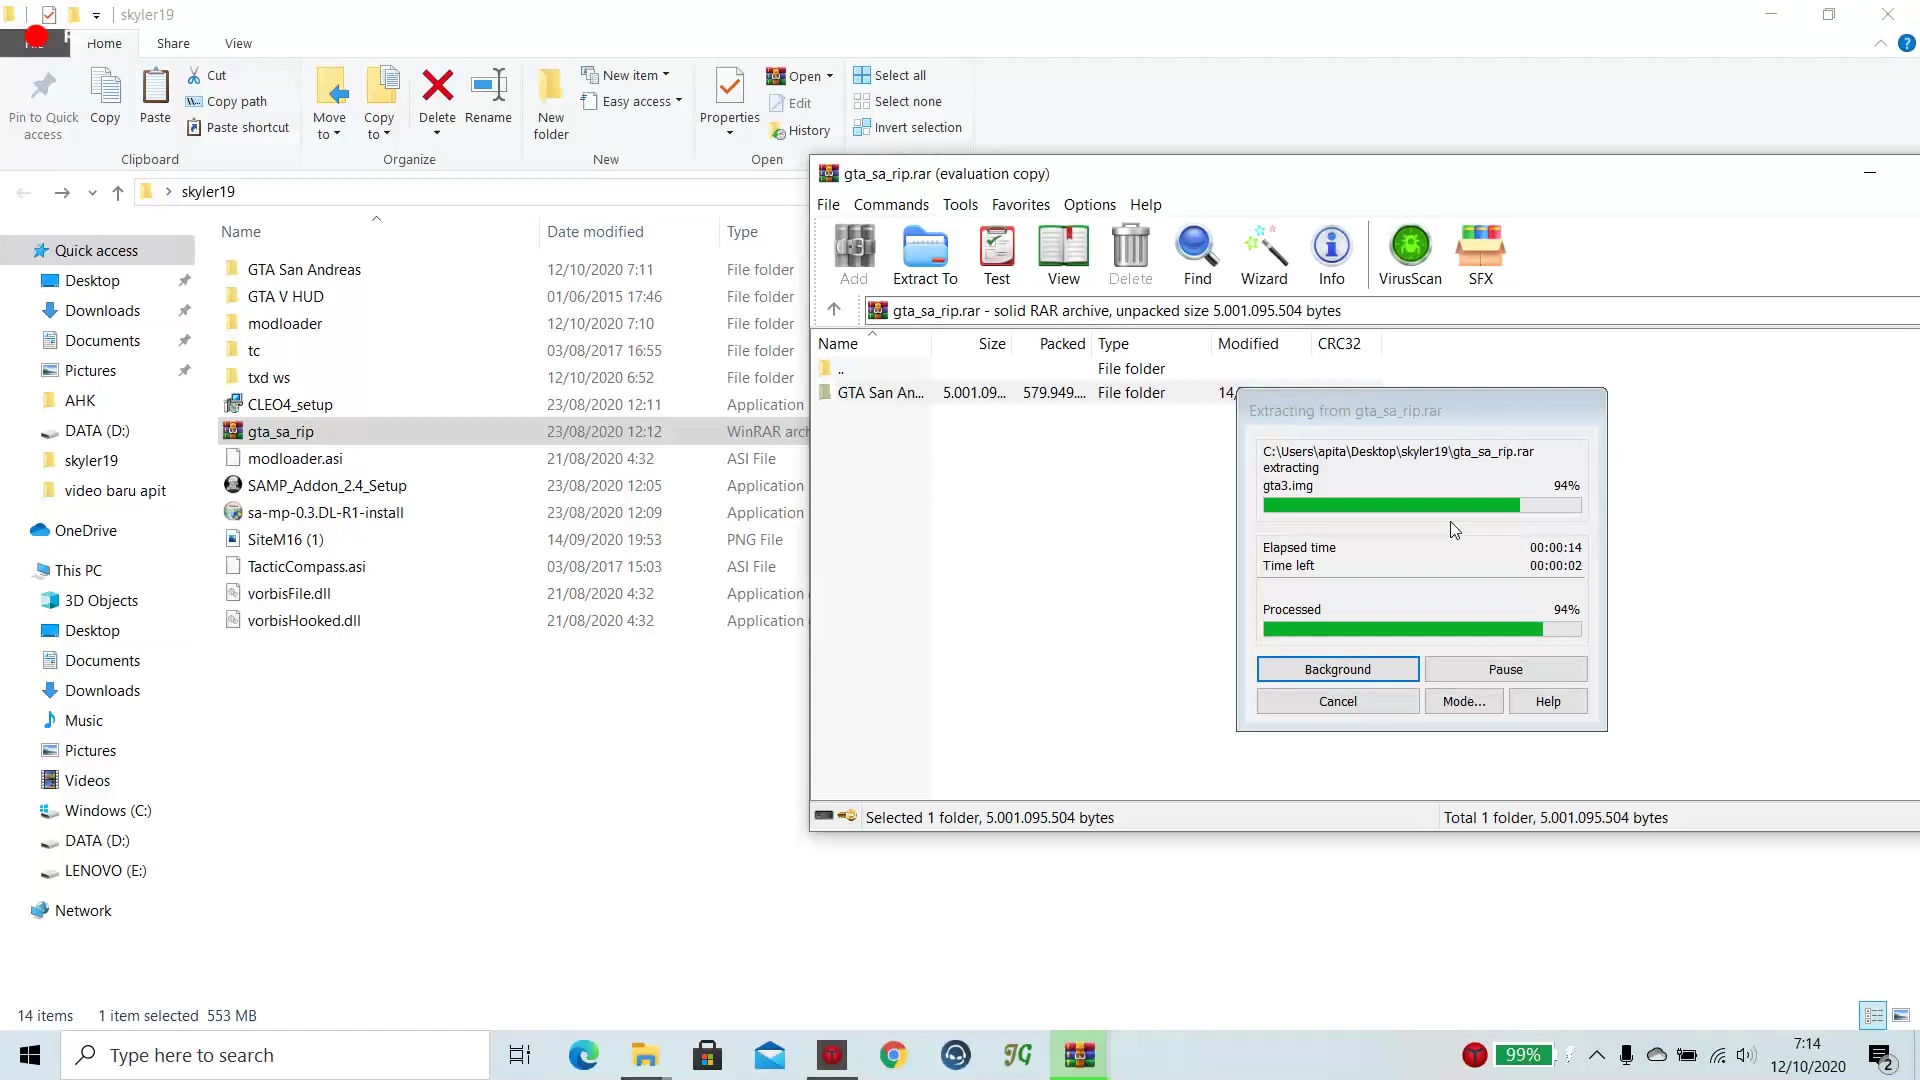 skyler19
Home
Share
View
Pin to Quick
access
Copy
Paste
Cut
Copy path
Paste shortcut
Clipboard
Move
to
Copy
to
Delete
Rename
Organize
New
folder
New item
Easy access
New
Properties
Open
Edit
History
Open
Select all
Select none
Invert selection
skyler19
Name
Date modified
Type
Quick access
Desktop
Downloads
Documents
Pictures
AHK
DATA (D:)
skyler19
video baru apit
OneDrive
This PC
3D Objects
Desktop
Documents
Downloads
Music
Pictures
Videos
Windows (C:)
DATA (D:)
LENOVO (E:)
Network
GTA San Andreas 12/10/2020 7:11 File folder
GTA V HUD 01/06/2015 17:46 File folder
modloader 12/10/2020 7:10 File folder
tc 03/08/2017 16:55 File folder
txd ws 12/10/2020 6:52 File folder
CLEO4_setup 23/08/2020 12:11 Application
gta_sa_rip 23/08/2020 12:12 WinRAR arch
modloader.asi 21/08/2020 4:32 ASI File
SAMP_Addon_2.4_Setup 23/08/2020 12:05 Application
sa-mp-0.3.DL-R1-install 23/08/2020 12:09 Application
SiteM16 (1) 14/09/2020 19:53 PNG File
TacticCompass.asi 03/08/2017 15:03 ASI File
vorbisFile.dll 21/08/2020 4:32 Application
vorbisHooked.dll 21/08/2020 4:32 Application
gta_sa_rip.rar (evaluation copy)
File Commands Tools Favorites Options Help
Add Extract To Test View Delete Find Wizard Info VirusScan SFX
gta_sa_rip.rar - solid RAR archive, unpacked size 5.001.095.504 bytes
Name Size Packed Type Modified CRC32
.. File folder
GTA San An... 5.001.09... 579.949.... File folder 14/
Extracting from gta_sa_rip.rar
C:\Users\apita\Desktop\skyler19\gta_sa_rip.rar
extracting
gta3.img 94%
Elapsed time 00:00:14
Time left 00:00:02
Processed 94%
Background Pause
Cancel Mode... Help
Selected 1 folder, 5.001.095.504 bytes
Total 1 folder, 5.001.095.504 bytes
14 items 1 item selected 553 MB
Type here to search
JG
99%
7:14
12/10/2020
2